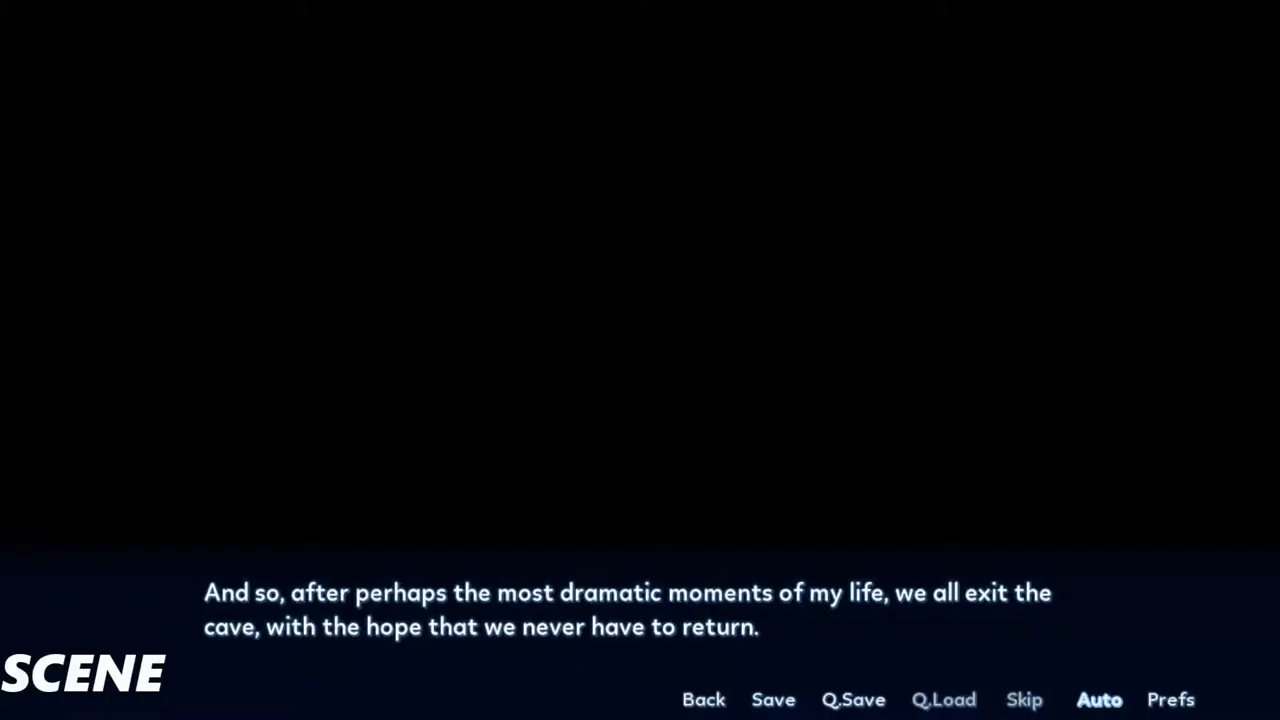 And so, after perhaps the most dramatic moments of my life, we all exit the
cave, with the hope that we never have to return.
SCENE
Back Save Q.Save Q.Load Skip Auto Prefs